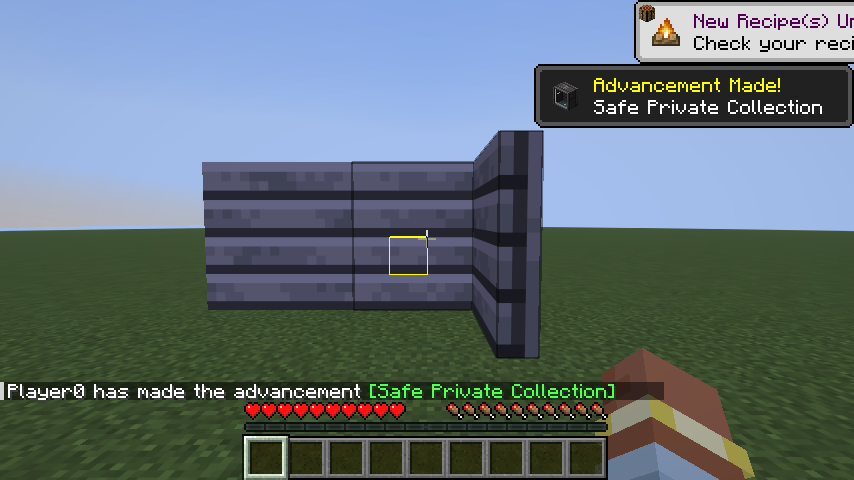 New Recipe(s) Un
Check your reci
Advancement Made!
Safe Private Collection
Player0 has made the advancement [Safe Private Collection]